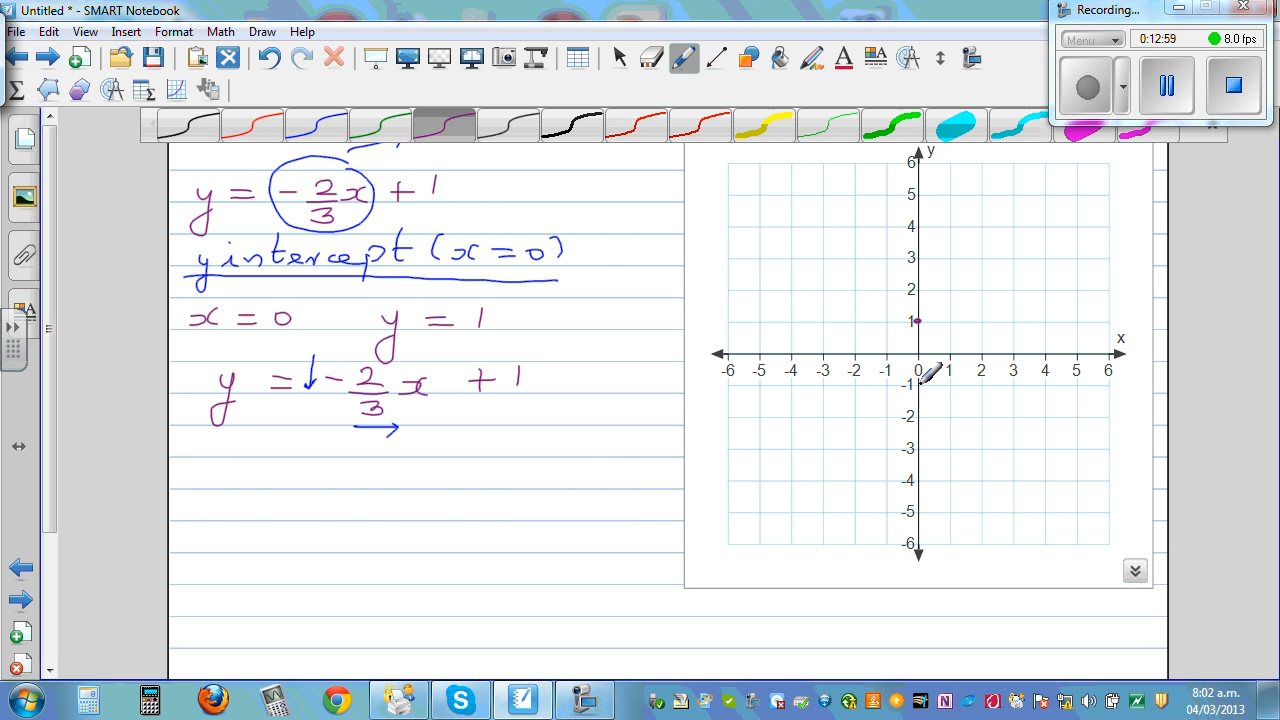 Untitled * - SMART Notebook
File Edit View Insert Format Math Draw Help
Recording...
Menu 0:12:59 8.0 fps
y = - 2/3 x + 1
y intercept (x = 0)
x = 0 y = 1
y = ↓ - 2/3 x + 1
→
y
6
5
4
3
2
1
x
-6 -5 -4 -3 -2 -1 0 1 2 3 4 5 6
-1
-2
-3
-4
-5
-6
8:02 a.m.
04/03/2013